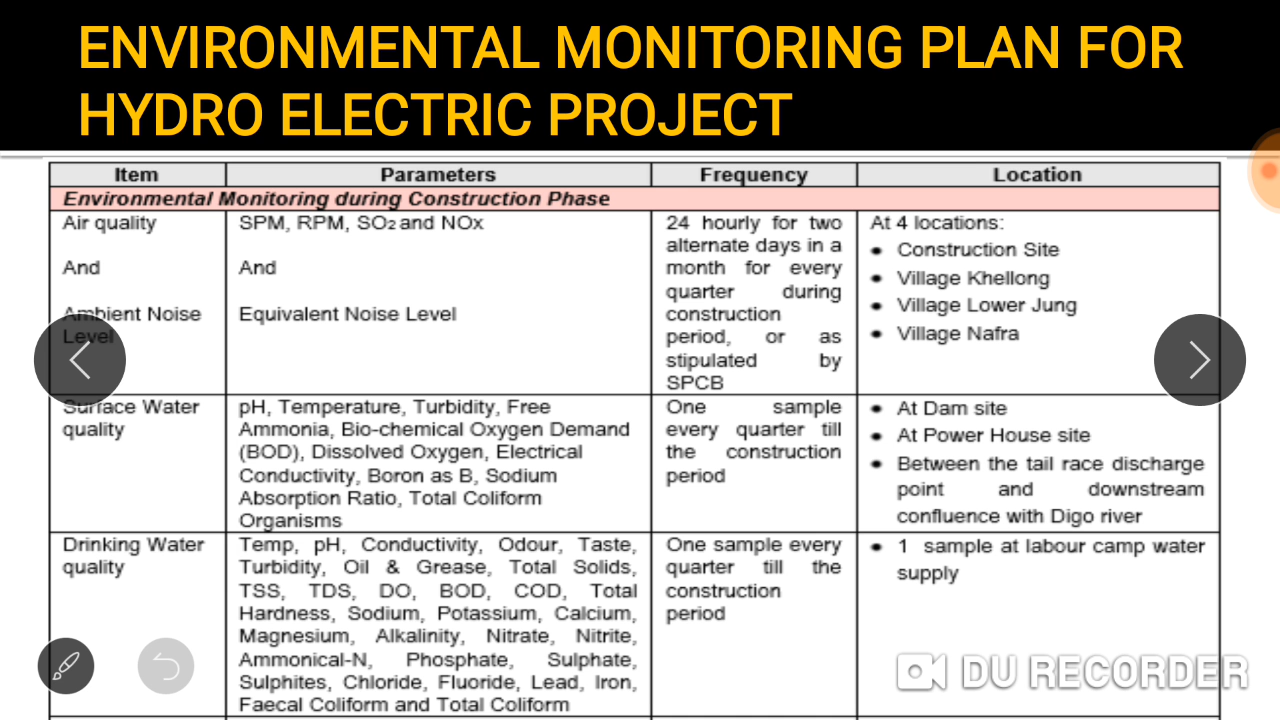 ENVIRONMENTAL MONITORING PLAN FOR
HYDRO ELECTRIC PROJECT
Item
Parameters
Frequency
Location
Environmental Monitoring during Construction Phase
Air quality
And
Ambient Noise
Level
SPM, RPM, SO2 and NOx
And
Equivalent Noise Level
24 hourly for two
alternate days in a
month for every
quarter during
construction
period, or as
stipulated by
SPCB
At 4 locations:
• Construction Site
• Village Khellong
• Village Lower Jung
• Village Nafra
Surface Water
quality
pH, Temperature, Turbidity, Free
Ammonia, Bio-chemical Oxygen Demand
(BOD), Dissolved Oxygen, Electrical
Conductivity, Boron as B, Sodium
Absorption Ratio, Total Coliform
Organisms
One sample
every quarter till
the construction
period
• At Dam site
• At Power House site
• Between the tail race discharge
point and downstream
confluence with Digo river
Drinking Water
quality
Temp, pH, Conductivity, Odour, Taste,
Turbidity, Oil & Grease, Total Solids,
TSS, TDS, DO, BOD, COD, Total
Hardness, Sodium, Potassium, Calcium,
Magnesium, Alkalinity, Nitrate, Nitrite,
Ammonical-N, Phosphate, Sulphate,
Sulphites, Chloride, Fluoride, Lead, Iron,
Faecal Coliform and Total Coliform
One sample every
quarter till the
construction
period
• 1 sample at labour camp water
supply
DU RECORDER